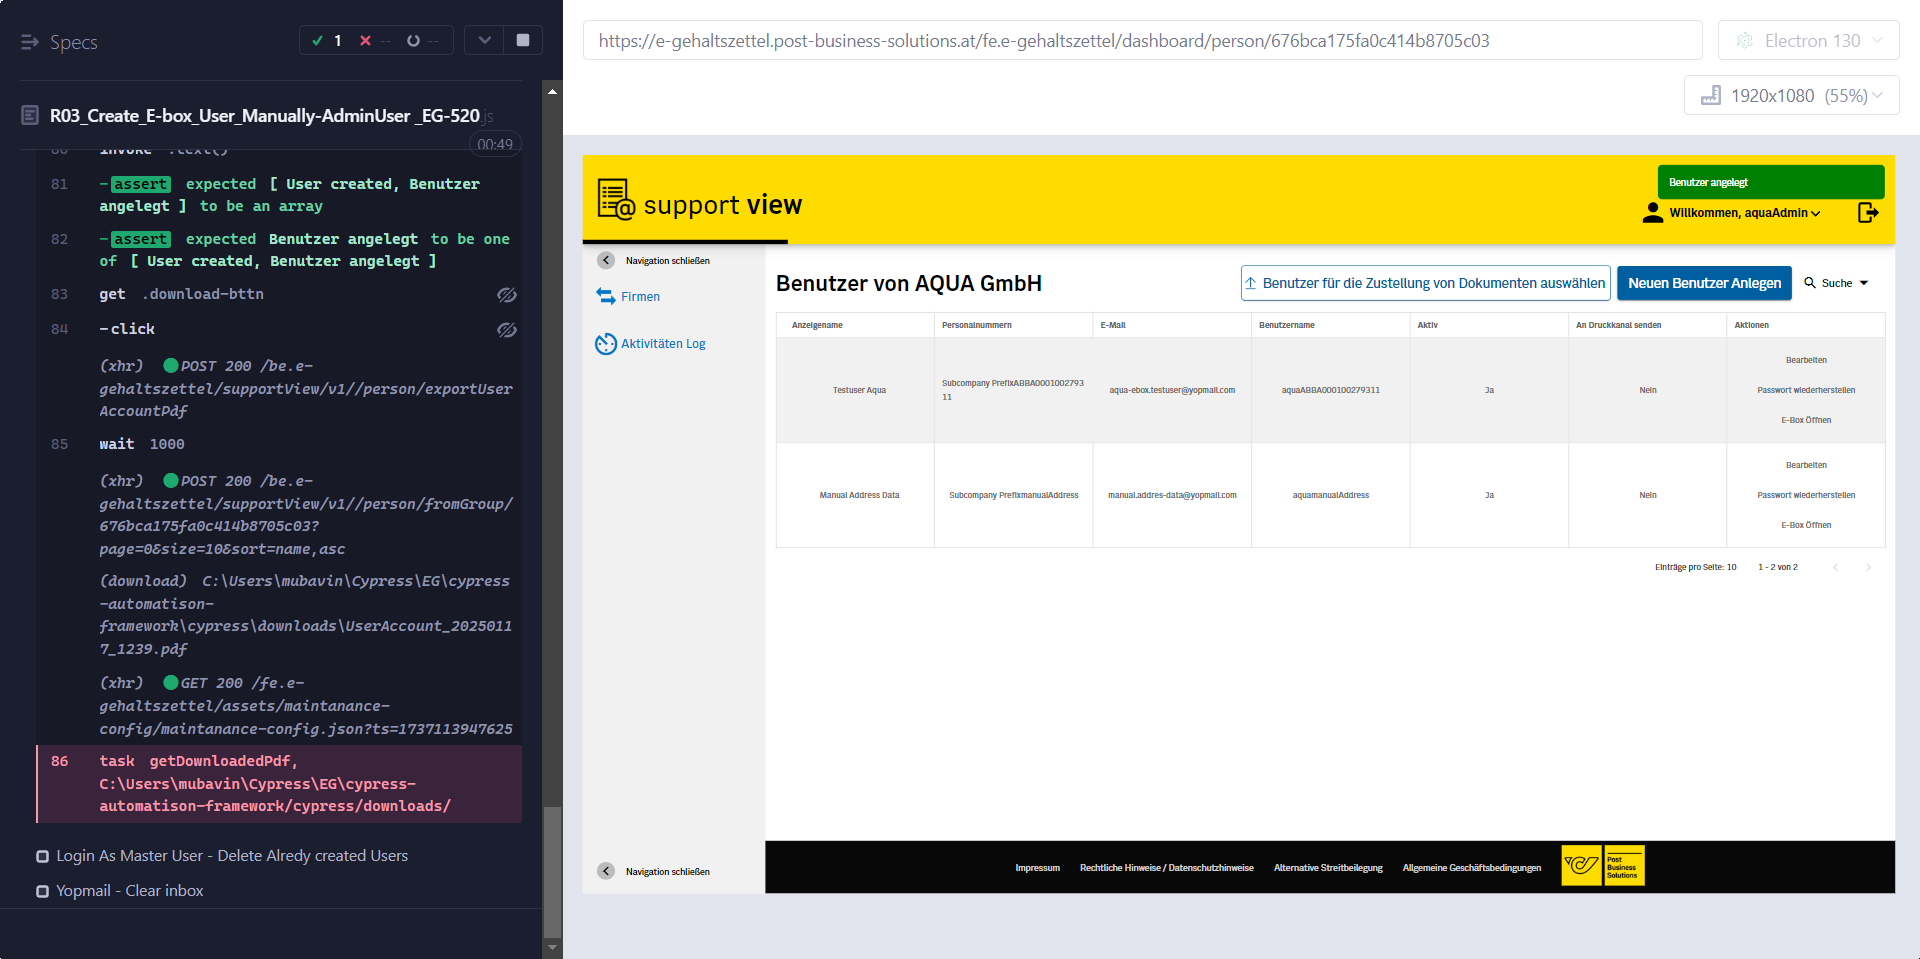 Specs
1
--
--
R03_Create_E-box_User_Manually-AdminUser _EG-520.js
00:49
80 invoke .text()
81 -assert expected [ User created, Benutzer
angelegt ] to be an array
82 -assert expected Benutzer angelegt to be one
of [ User created, Benutzer angelegt ]
83 get .download-bttn
84 -click
(xhr) POST 200 /be.e-
gehaltszettel/supportView/v1//person/exportUser
AccountPdf
85 wait 1000
(xhr) POST 200 /be.e-
gehaltszettel/supportView/v1//person/fromGroup/
676bca175fa0c414b8705c03?
page=0&size=10&sort=name,asc
(download) C:\Users\mubavin\Cypress\EG\cypress
-automatison-
framework\cypress\downloads\UserAccount_2025011
7_1239.pdf
(xhr) GET 200 /fe.e-
gehaltszettel/assets/maintanance-
config/maintanance-config.json?ts=1737113947625
86 task getDownloadedPdf,
C:\Users\mubavin\Cypress\EG\cypress-
automatison-framework/cypress/downloads/
Login As Master User - Delete Alredy created Users
Yopmail - Clear inbox
https://e-gehaltszettel.post-business-solutions.at/fe.e-gehaltszettel/dashboard/person/676bca175fa0c414b8705c03
Electron 130
1920x1080 (55%)
support view
Benutzer angelegt
Willkommen, aquaAdmin
Navigation schließen
Firmen
Aktivitäten Log
Benutzer von AQUA GmbH
Benutzer für die Zustellung von Dokumenten auswählen
Neuen Benutzer Anlegen
Suche
Anzeigename Personalnummern E-Mail Benutzername Aktiv An Druckkanal senden Aktionen
Testuser Aqua Subcompany PrefixABBA0001002793
11 aqua-ebox.testuser@yopmail.com aquaABBA000100279311 Ja Nein Bearbeiten
Passwort wiederherstellen
E-Box Öffnen
Manual Address Data Subcompany PrefixmanualAddress manual.addres-data@yopmail.com aquamanualAddress Ja Nein Bearbeiten
Passwort wiederherstellen
E-Box Öffnen
Einträge pro Seite: 10 1 - 2 von 2
Navigation schließen
Impressum Rechtliche Hinweise / Datenschutzhinweise Alternative Streitbeilegung Allgemeine Geschäftsbedingungen
Post
Business
Solutions